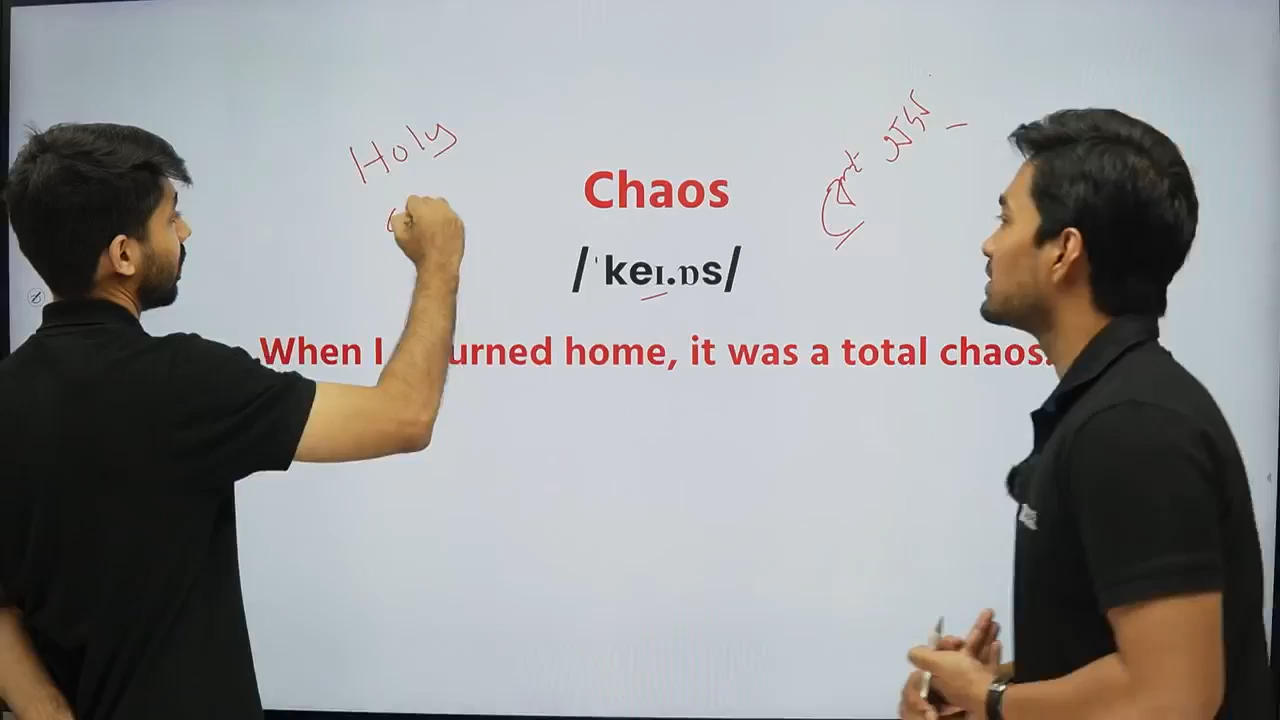 Holy
Chaos
/ˈkeɪ.ɒs/
When I urned home, it was a total chaos.